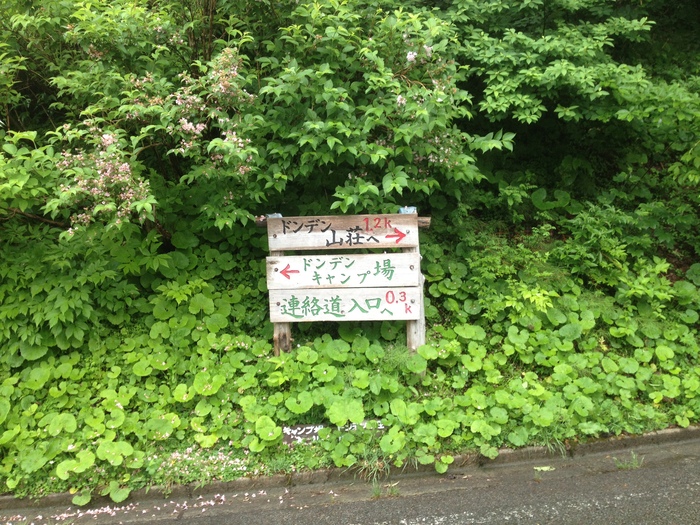 ドンデン 1.2k
山荘へ
ドンデン
キャンプ場
連絡道入口へ 0.3k